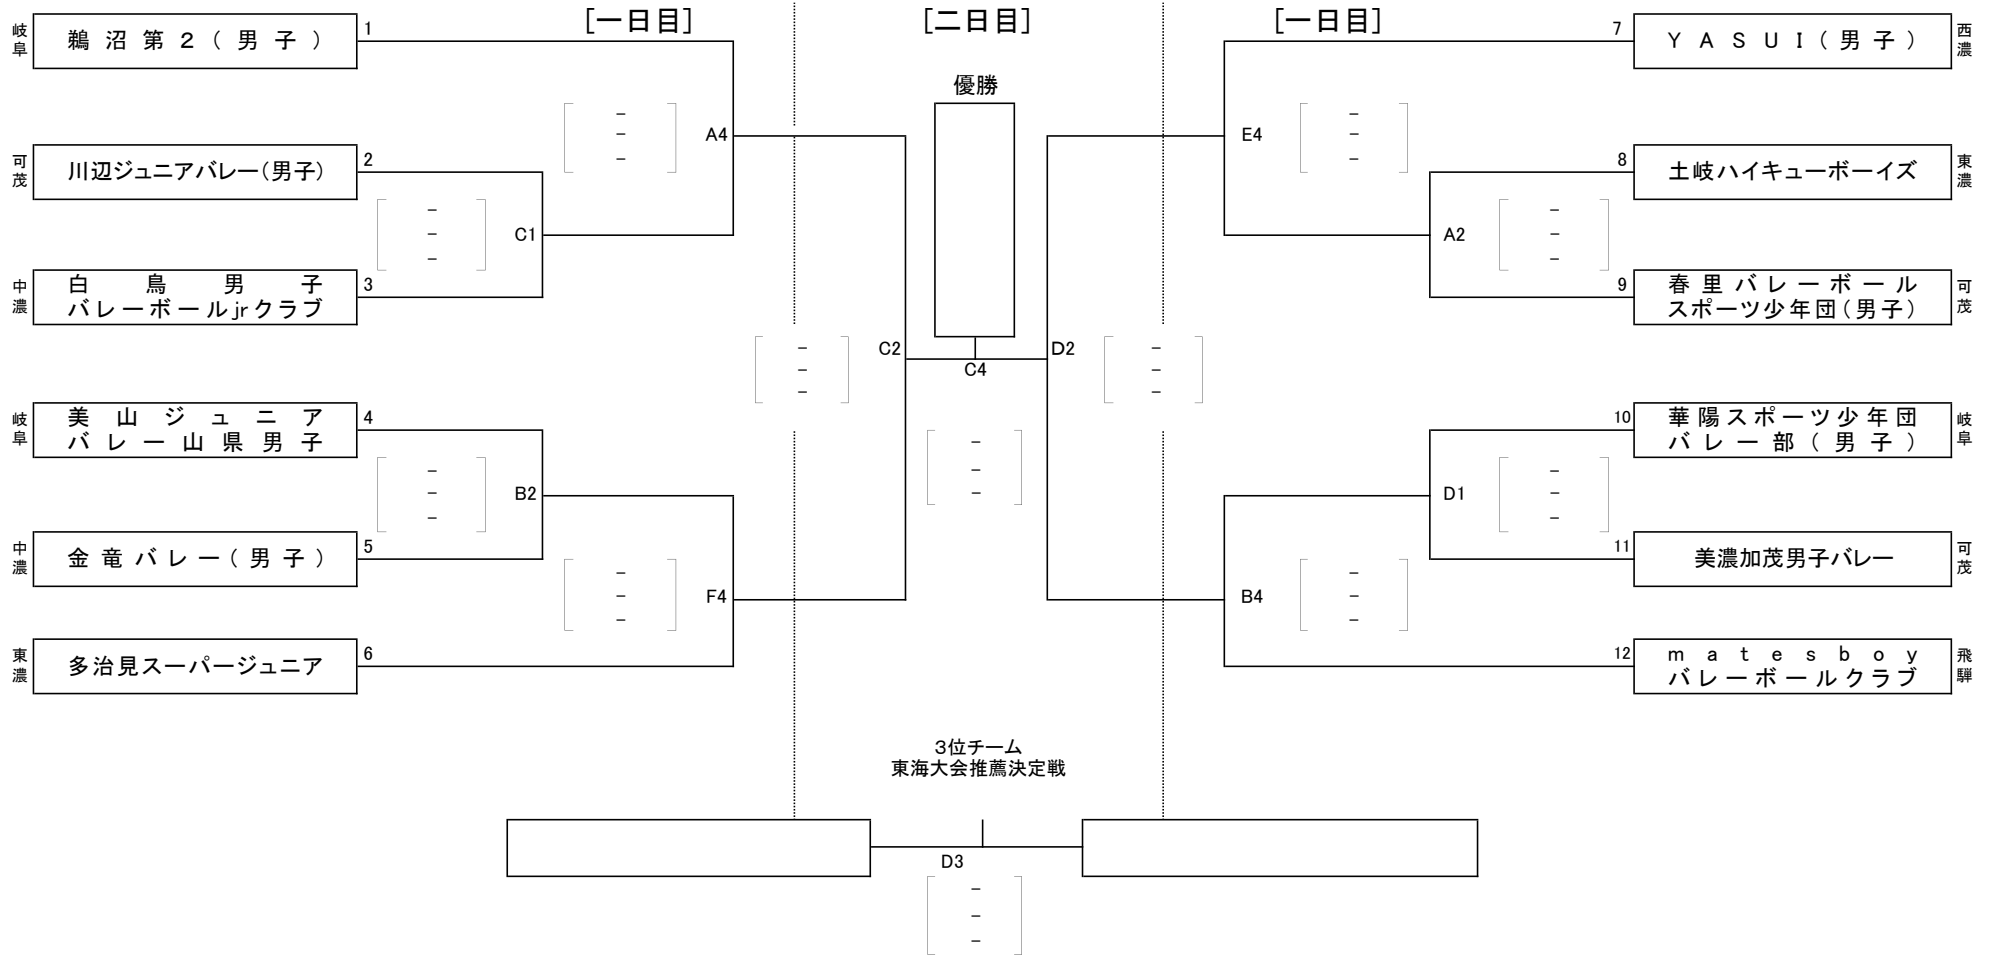 [一日目]
[二日目]
[一日目]
岐阜
鵜沼第2(男子)
1
可茂
川辺ジュニアバレー(男子)
2
中濃
白鳥男子
バレーボールjrクラブ
3
岐阜
美山ジュニア
バレー山県男子
4
中濃
金竜バレー(男子)
5
東濃
多治見スーパージュニア
6
A4
- 
- 
- 
C1
- 
- 
- 
B2
- 
- 
- 
F4
- 
- 
- 
C2
- 
- 
- 
優勝
C4
- 
- 
- 
D2
- 
- 
- 
E4
- 
- 
- 
A2
- 
- 
- 
D1
- 
- 
- 
B4
- 
- 
- 
7
YASUI(男子)
西濃
8
土岐ハイキューボーイズ
東濃
9
春里バレーボール
スポーツ少年団(男子)
可茂
10
華陽スポーツ少年団
バレー部(男子)
岐阜
11
美濃加茂男子バレー
可茂
12
matesboy
バレーボールクラブ
飛騨
3位チーム
東海大会推薦決定戦
D3
- 
- 
-